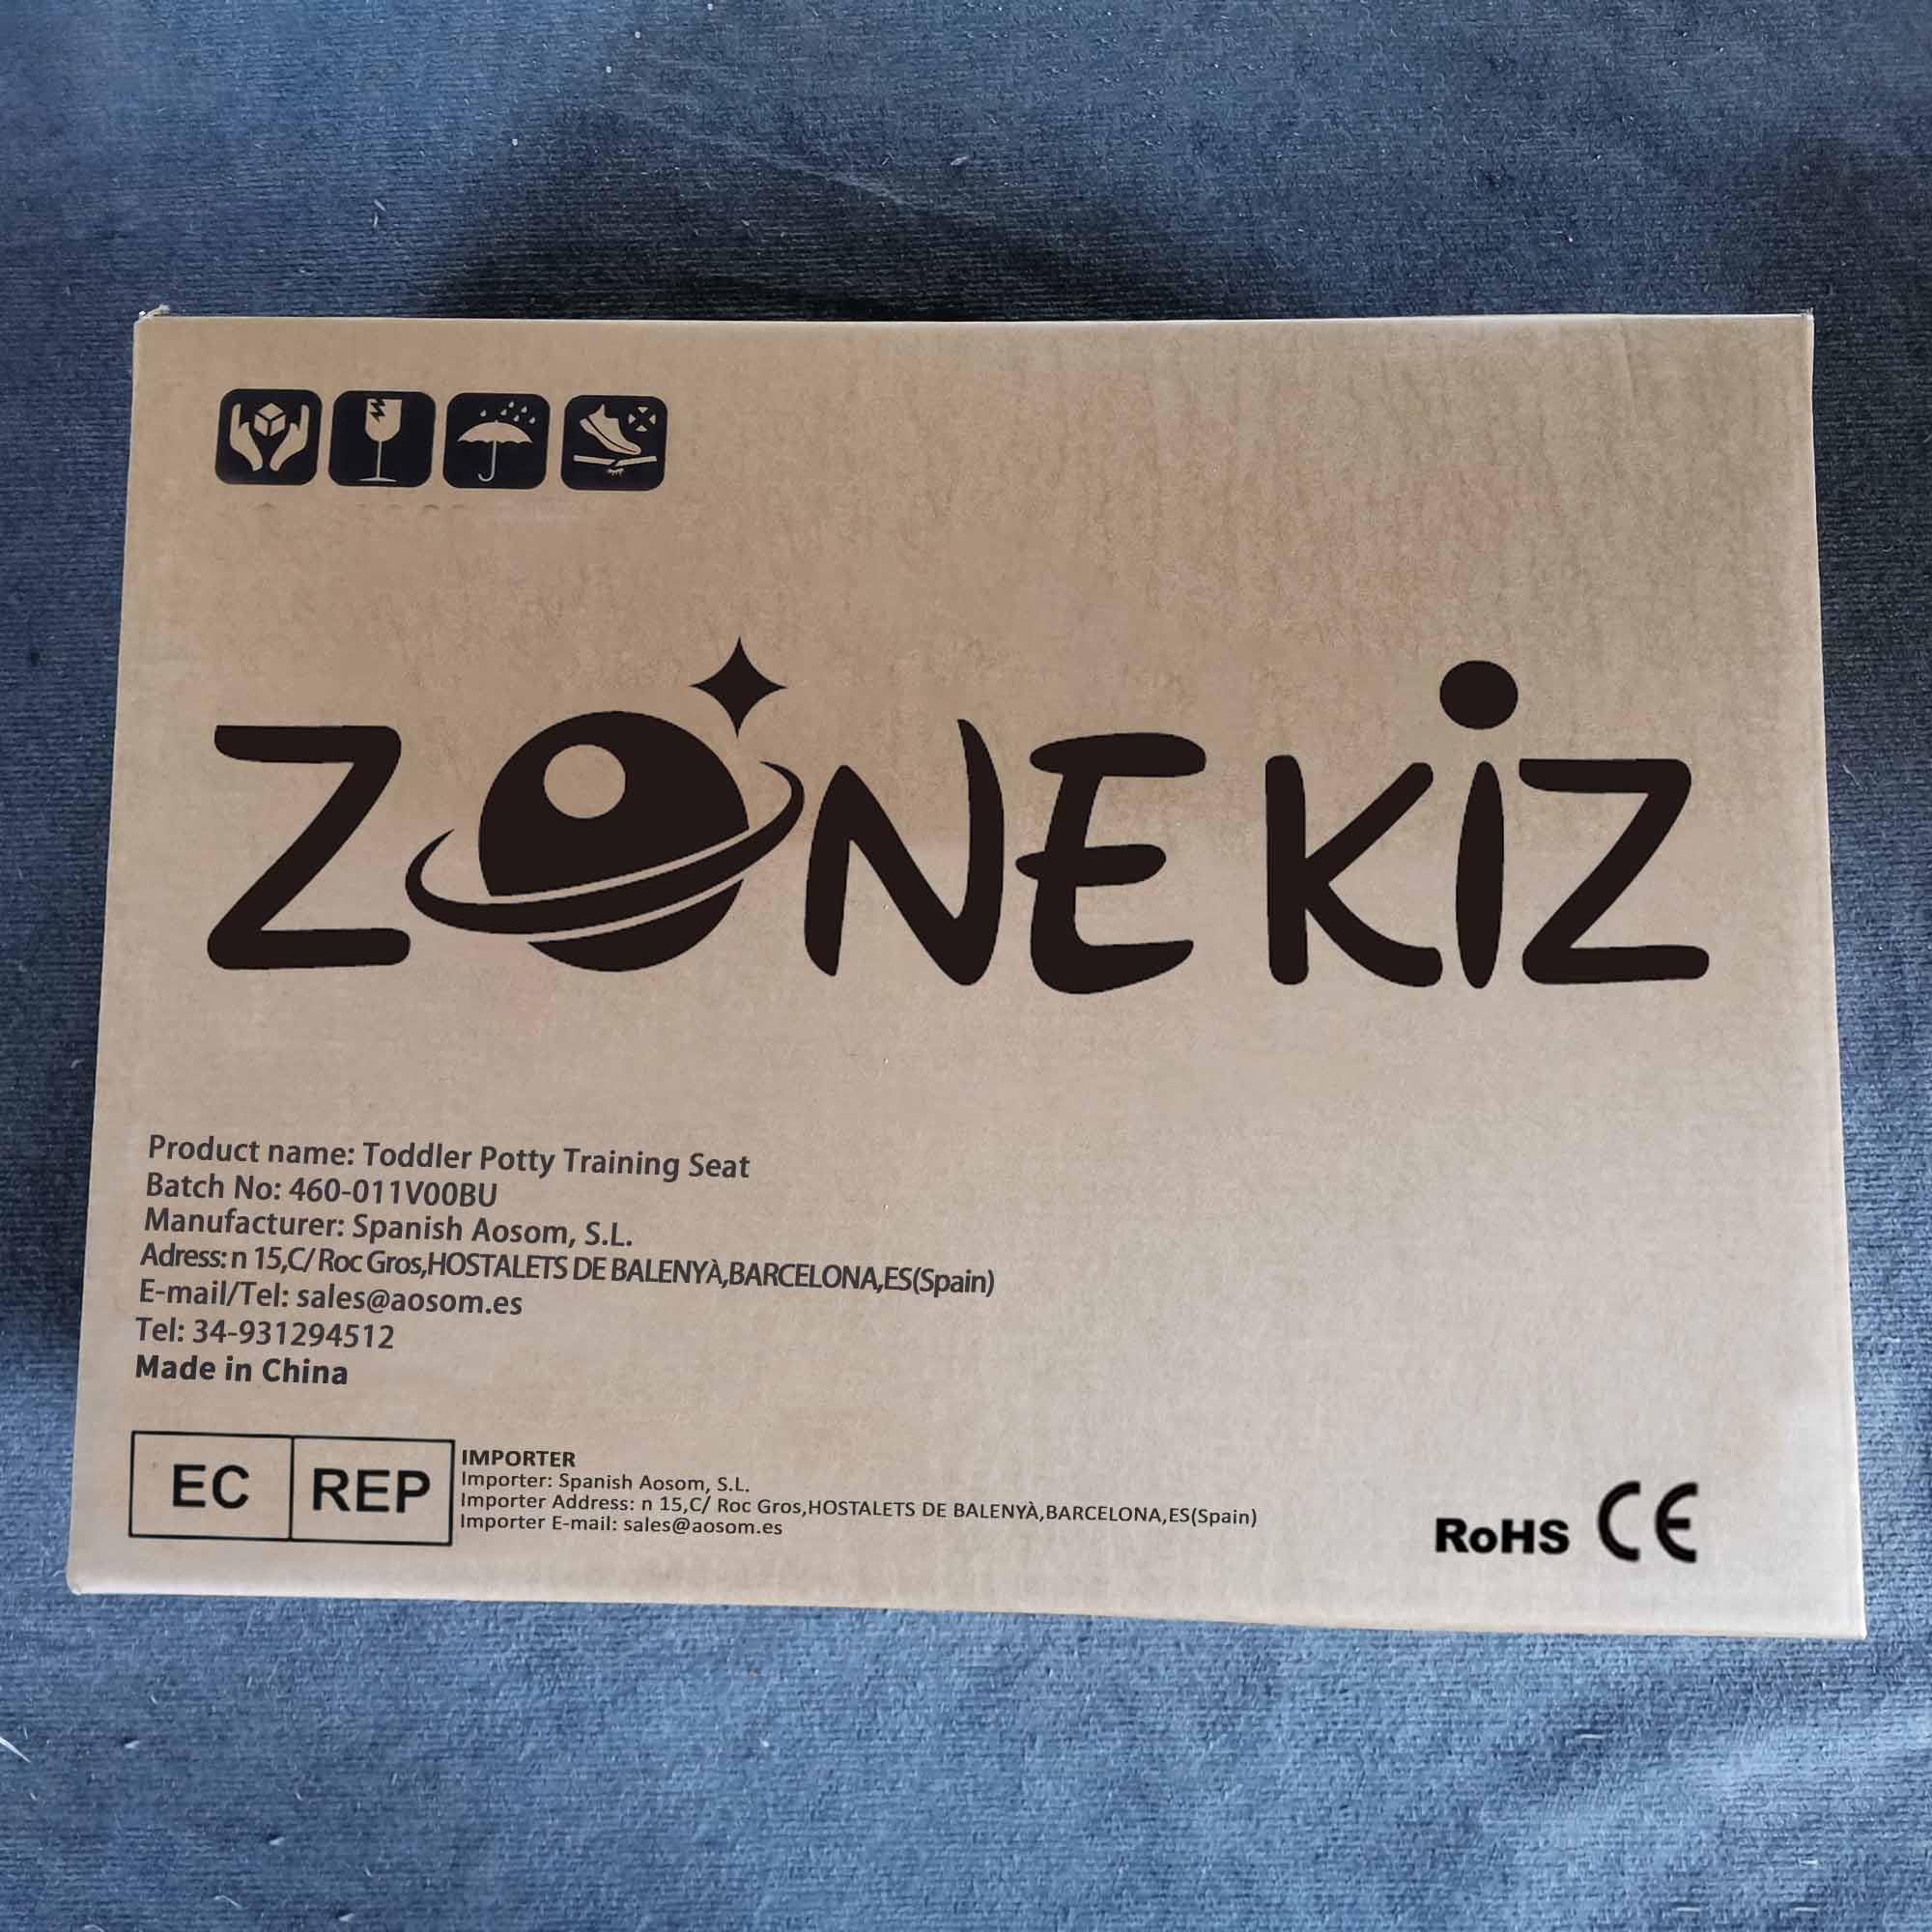 ZONE KiZ
Product name: Toddler Potty Training Seat
Batch No: 460-011V00BU
Manufacturer: Spanish Aosom, S.L.
Adress: n 15,C/ Roc Gros,HOSTALETS DE BALENYÀ,BARCELONA,ES(Spain)
E-mail/Tel: sales@aosom.es
Tel: 34-931294512
Made in China
EC REP
IMPORTER
Importer: Spanish Aosom, S.L.
Importer Address: n 15,C/ Roc Gros,HOSTALETS DE BALENYÀ,BARCELONA,ES(Spain)
Importer E-mail: sales@aosom.es
RoHS CE